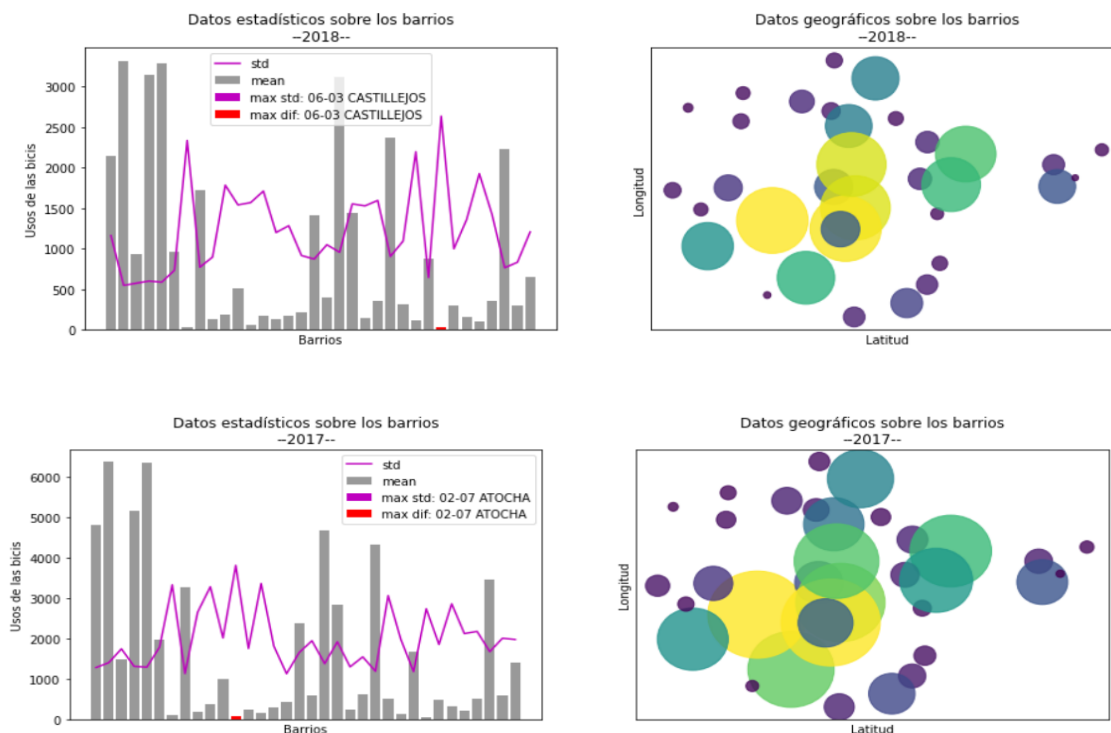 Datos estadísticos sobre los barrios
--2018--
Usos de las bicis
3000
2500
2000
1500
1000
500
0
std
mean
max std: 06-03 CASTILLEJOS
max dif: 06-03 CASTILLEJOS
Barrios
Datos geográficos sobre los barrios
--2018--
Longitud
Latitud
Datos estadísticos sobre los barrios
--2017--
Usos de las bicis
6000
5000
4000
3000
2000
1000
0
std
mean
max std: 02-07 ATOCHA
max dif: 02-07 ATOCHA
Barrios
Datos geográficos sobre los barrios
--2017--
Longitud
Latitud